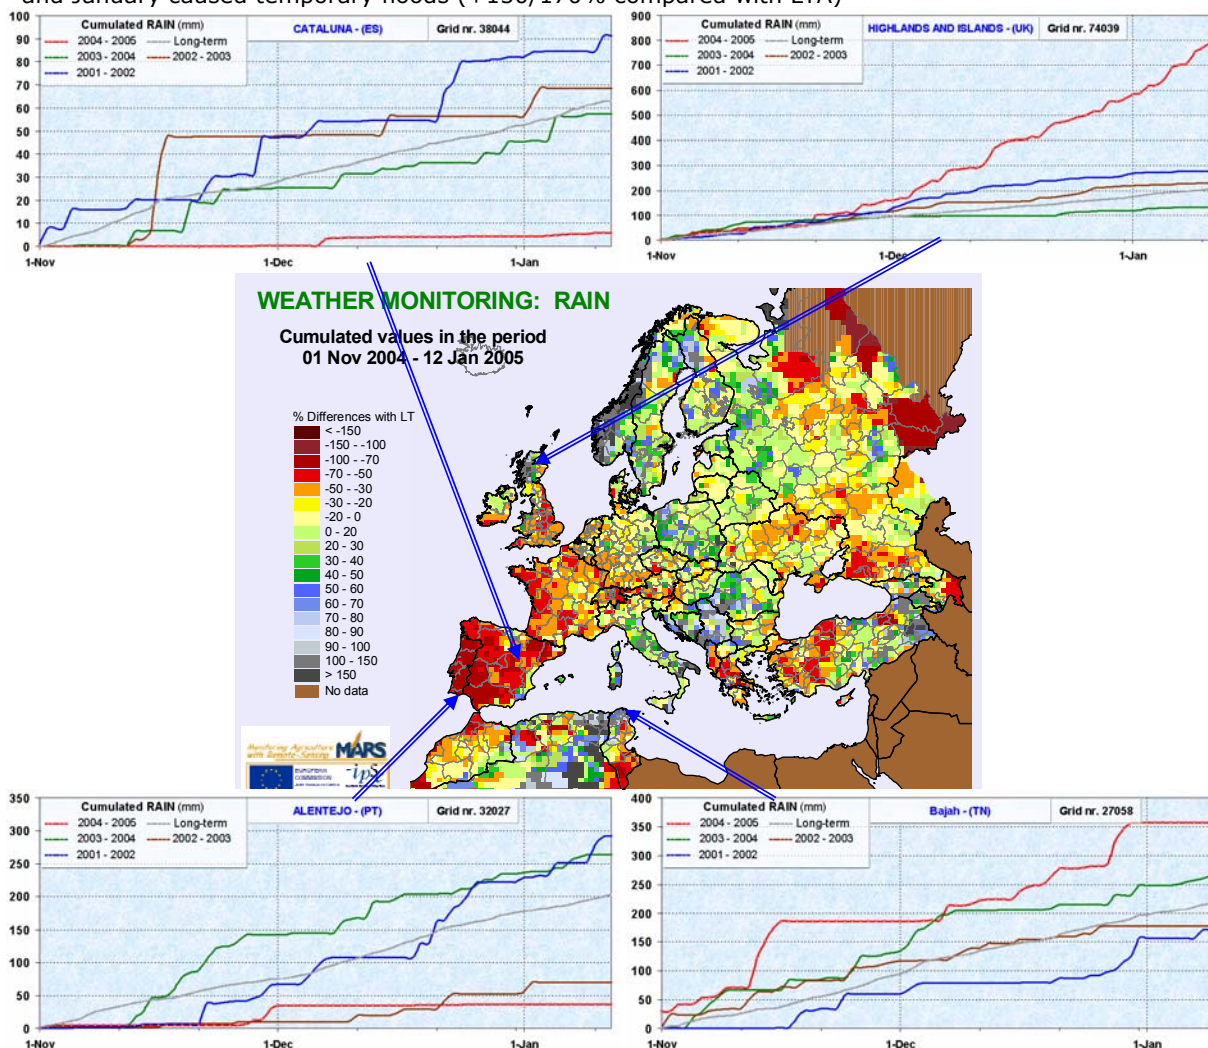 and January caused temporary floods (+150/170% compared with LTA)
Cumulated RAIN (mm)
2004 - 2005
Long-term
2003 - 2004
2002 - 2003
2001 - 2002
CATALUNA - (ES)
Grid nr. 38044
100
90
80
70
60
50
40
30
20
10
0
1-Nov
1-Dec
1-Jan
Cumulated RAIN (mm)
2004 - 2005
Long-term
2003 - 2004
2002 - 2003
2001 - 2002
HIGHLANDS AND ISLANDS - (UK)
Grid nr. 74039
900
800
700
600
500
400
300
200
100
0
1-Nov
1-Dec
1-Jan
WEATHER MONITORING: RAIN
Cumulated values in the period
01 Nov 2004 - 12 Jan 2005
% Differences with LT
< -150
-150 - -100
-100 - -70
-70 - -50
-50 - -30
-30 - -20
-20 - 0
0 - 20
20 - 30
30 - 40
40 - 50
50 - 60
60 - 70
70 - 80
80 - 90
90 - 100
100 - 150
> 150
No data
Monitoring Agriculture
with Remote-Sensing
MARS
EUROPEAN
COMMISSION
ipsc
Cumulated RAIN (mm)
2004 - 2005
Long-term
2003 - 2004
2002 - 2003
2001 - 2002
ALENTEJO - (PT)
Grid nr. 32027
350
300
250
200
150
100
50
0
1-Nov
1-Dec
1-Jan
Cumulated RAIN (mm)
2004 - 2005
Long-term
2003 - 2004
2002 - 2003
2001 - 2002
Bajah - (TN)
Grid nr. 27058
400
350
300
250
200
150
100
50
0
1-Nov
1-Dec
1-Jan